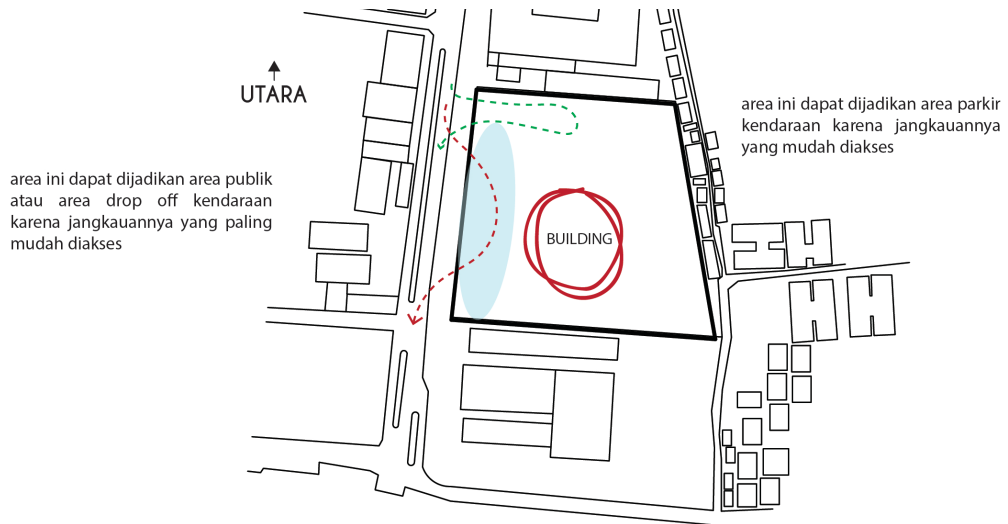 UTARA
area ini dapat dijadikan area publik
atau area drop off kendaraan
karena jangkauannya yang paling
mudah diakses
BUILDING
area ini dapat dijadikan area parkir
kendaraan karena jangkauannya
yang mudah diakses